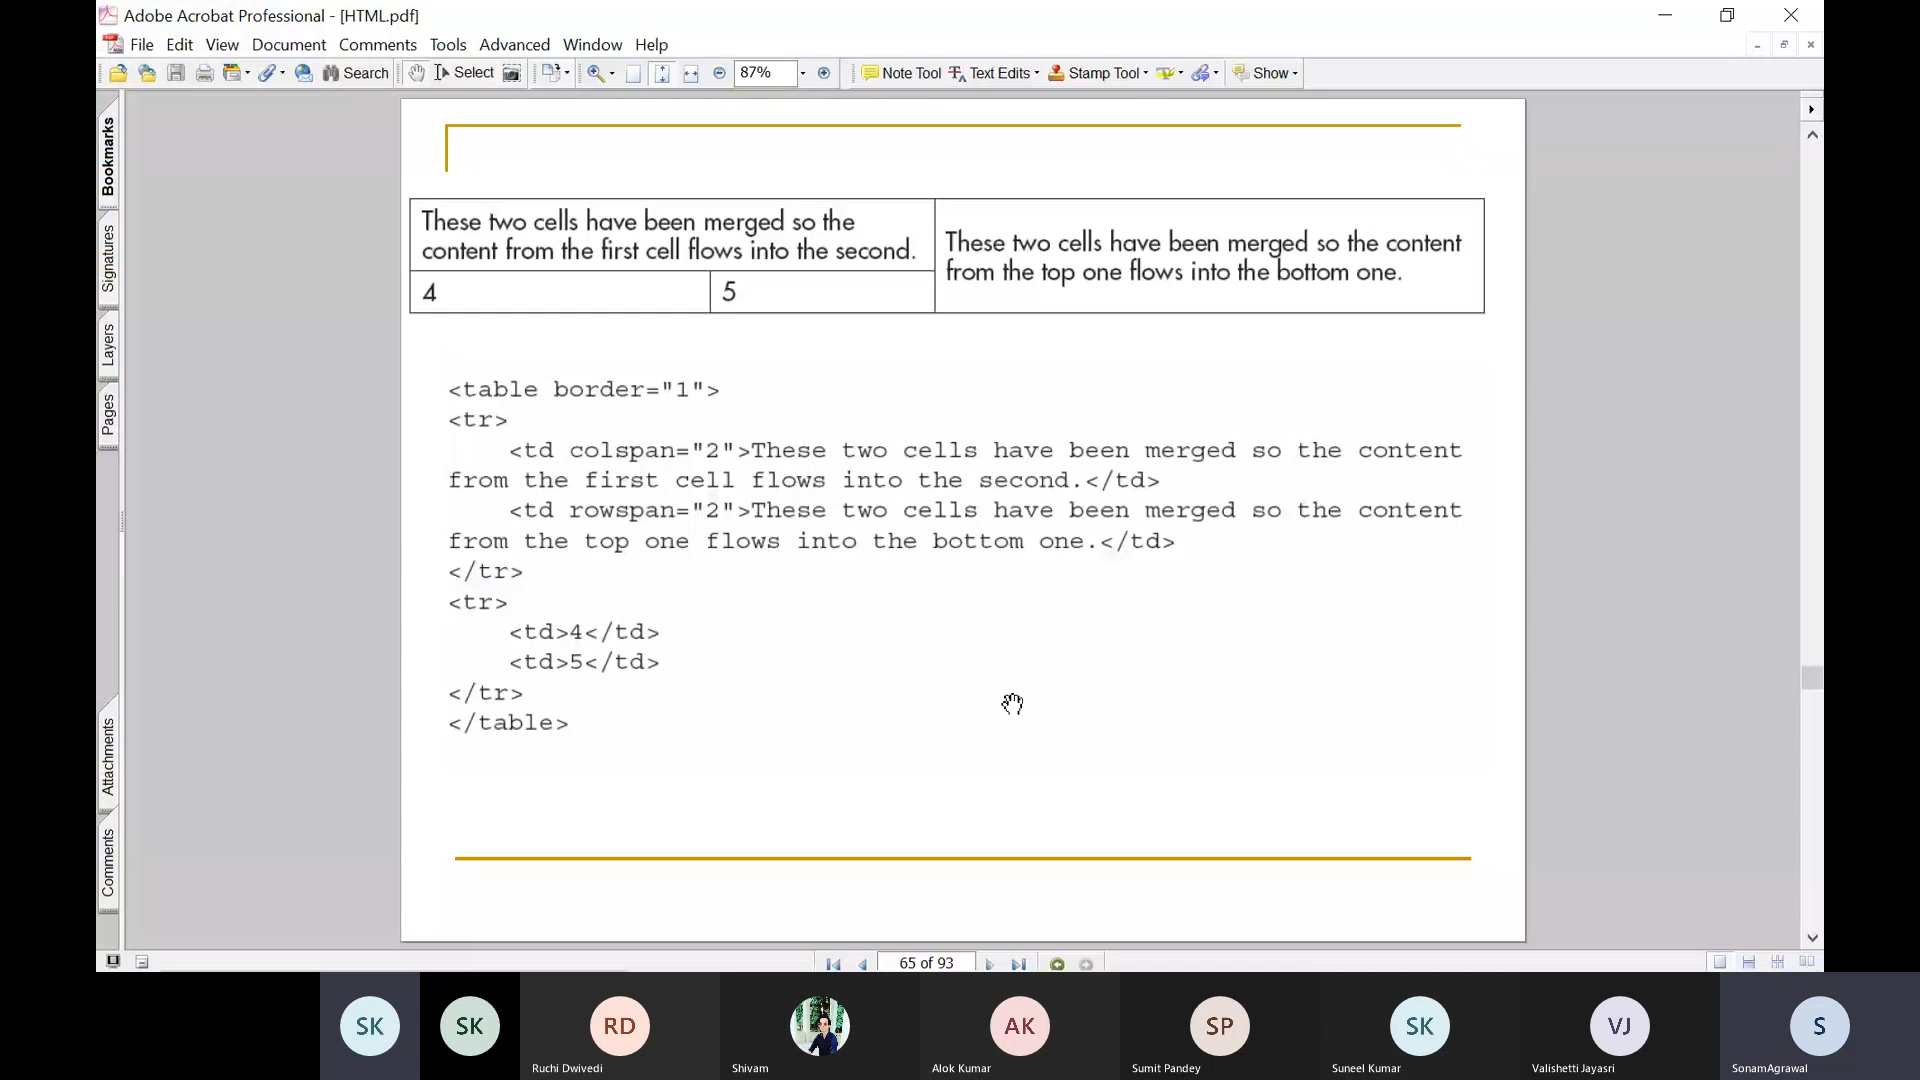 Adobe Acrobat Professional - [HTML.pdf]
File Edit View Document Comments Tools Advanced Window Help
Search Select 87% Note Tool Text Edits Stamp Tool Show
Bookmarks
Signatures
Layers
Pages
Attachments
Comments
These two cells have been merged so the
content from the first cell flows into the second.
These two cells have been merged so the content
from the top one flows into the bottom one.
4 5
<table border="1">
<tr>
<td colspan="2">These two cells have been merged so the content
from the first cell flows into the second.</td>
<td rowspan="2">These two cells have been merged so the content
from the top one flows into the bottom one.</td>
</tr>
<tr>
<td>4</td>
<td>5</td>
</tr>
</table>
65 of 93
SK SK RD AK SP SK VJ S
Ruchi Dwivedi Shivam Alok Kumar Sumit Pandey Suneel Kumar Valishetti Jayasri SonamAgrawal